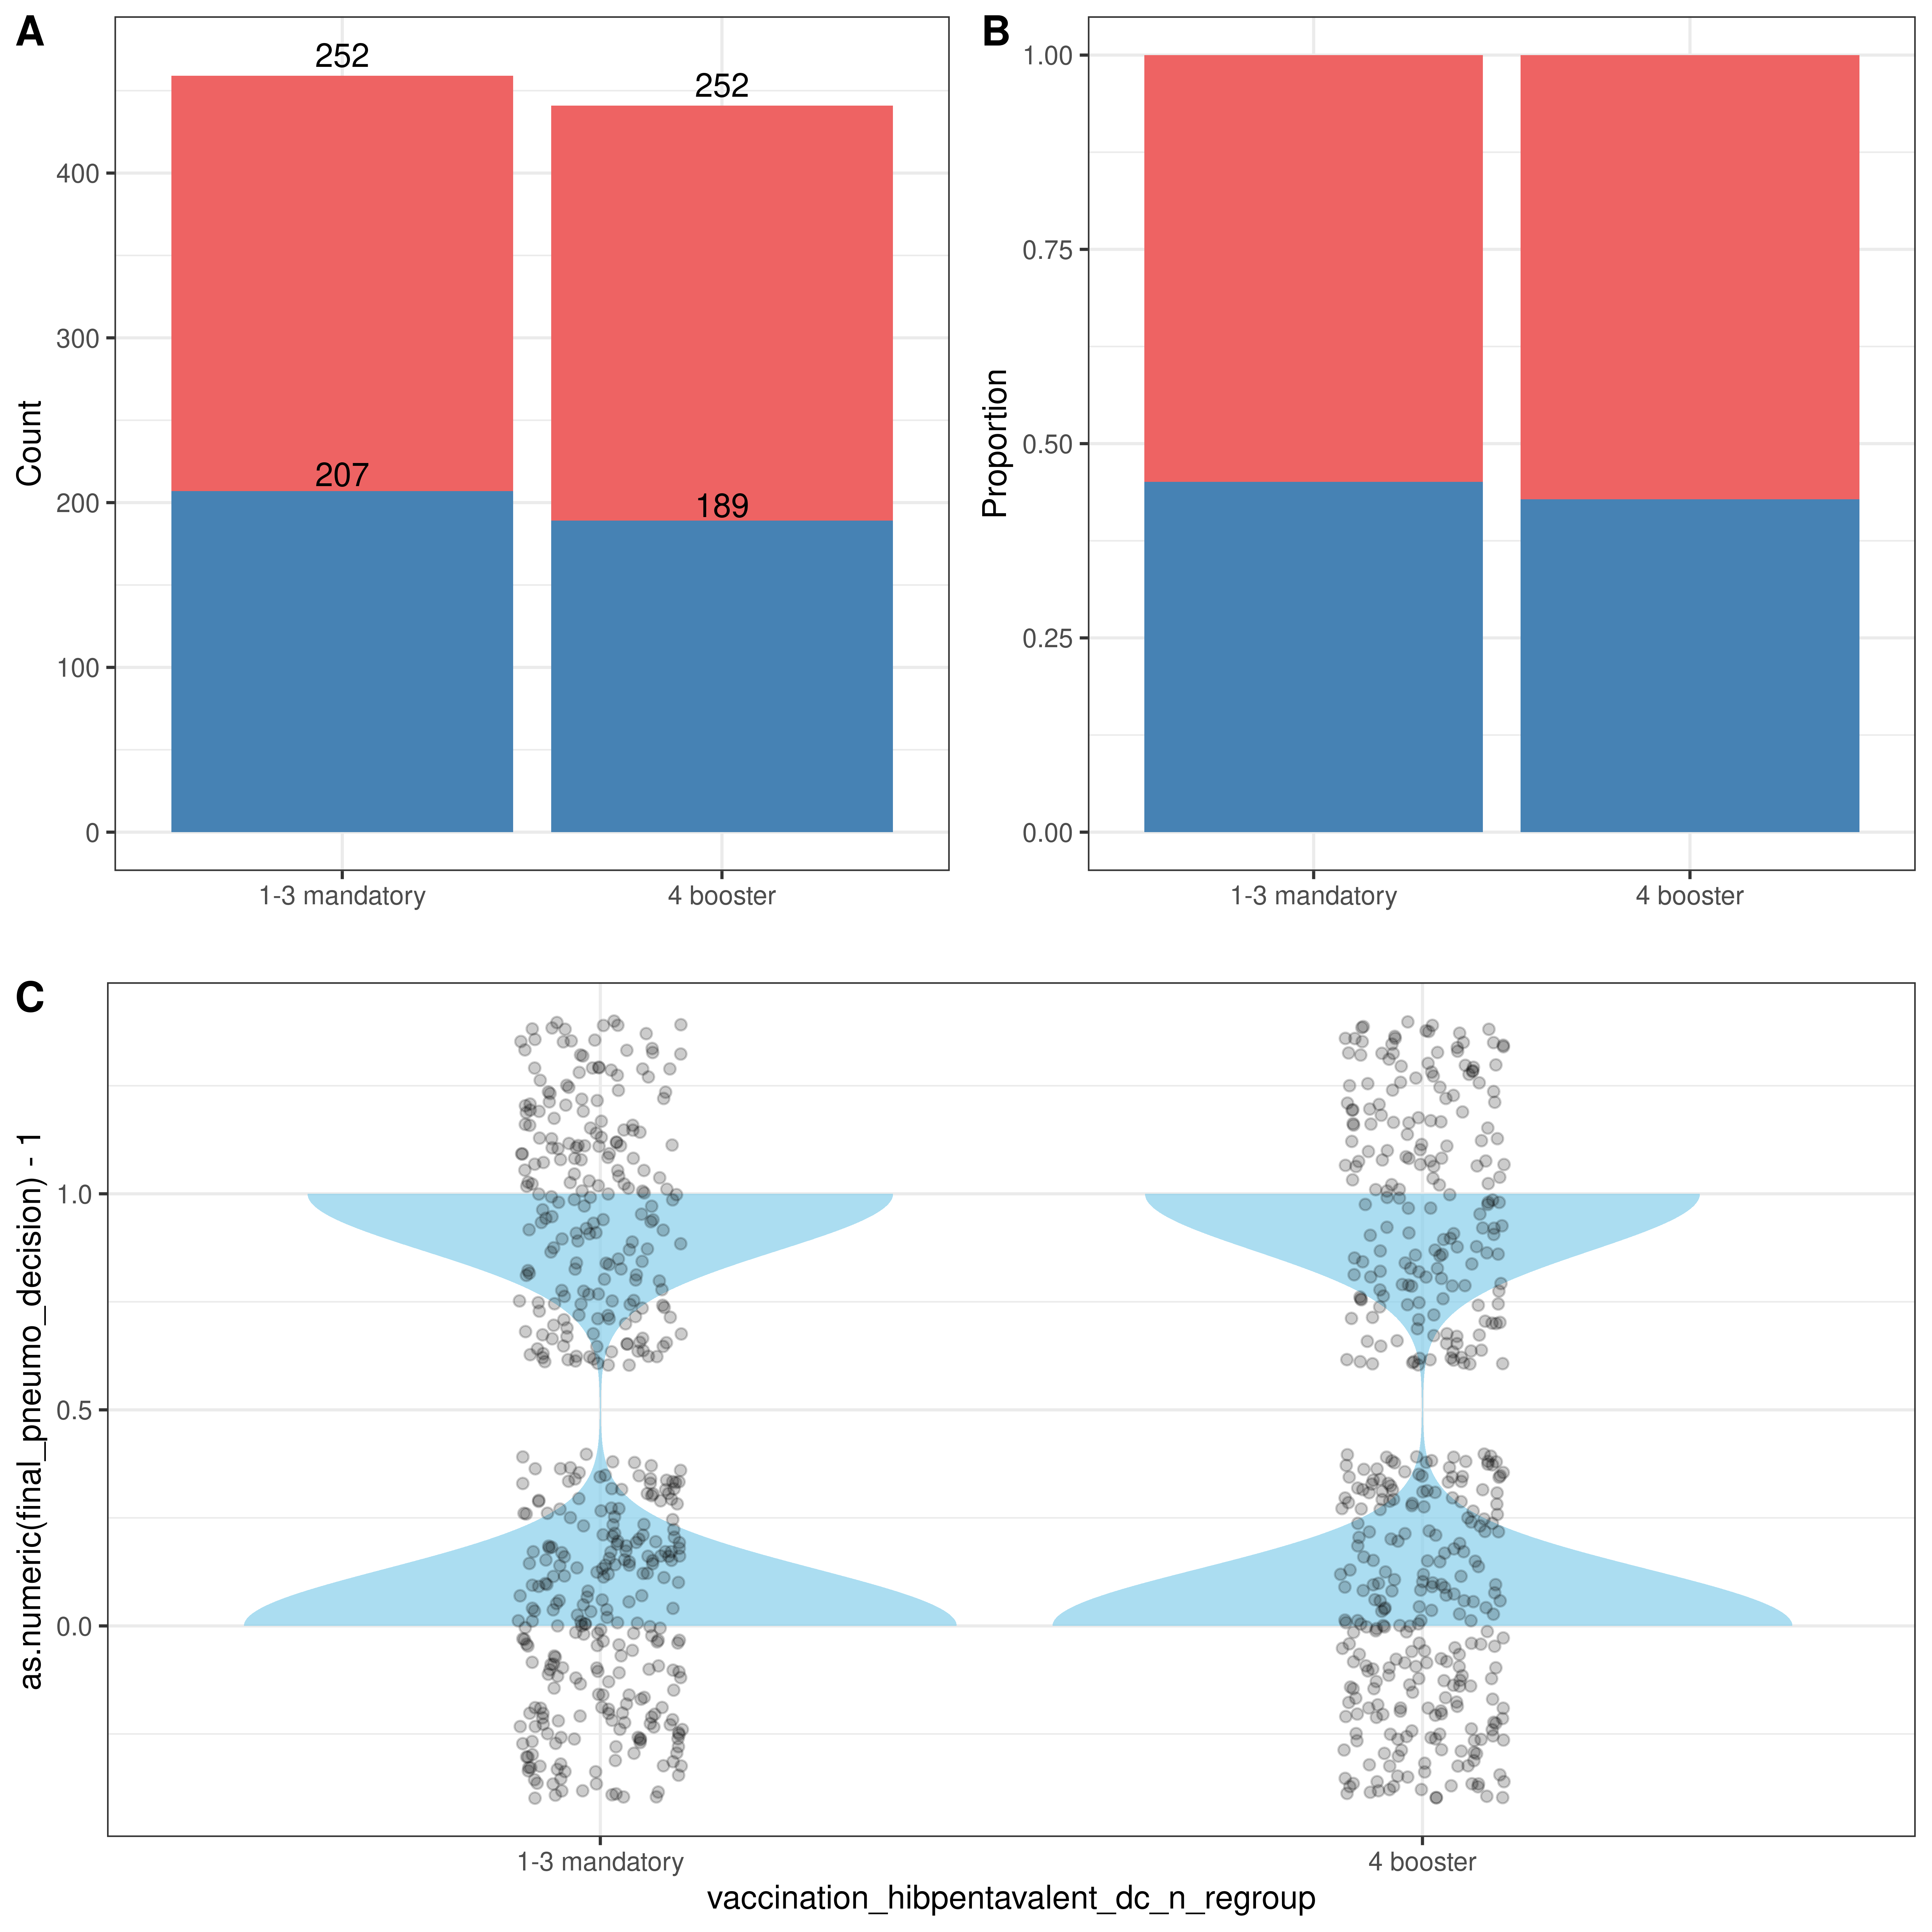 A
252
252
400
300
207
200
189
100
0
Count
1-3 mandatory
4 booster
B
1.00
0.75
0.50
0.25
0.00
Proportion
1-3 mandatory
4 booster
C
1.0
0.5
0.0
as.numeric(final_pneumo_decision) - 1
1-3 mandatory
4 booster
vaccination_hibpentavalent_dc_n_regroup